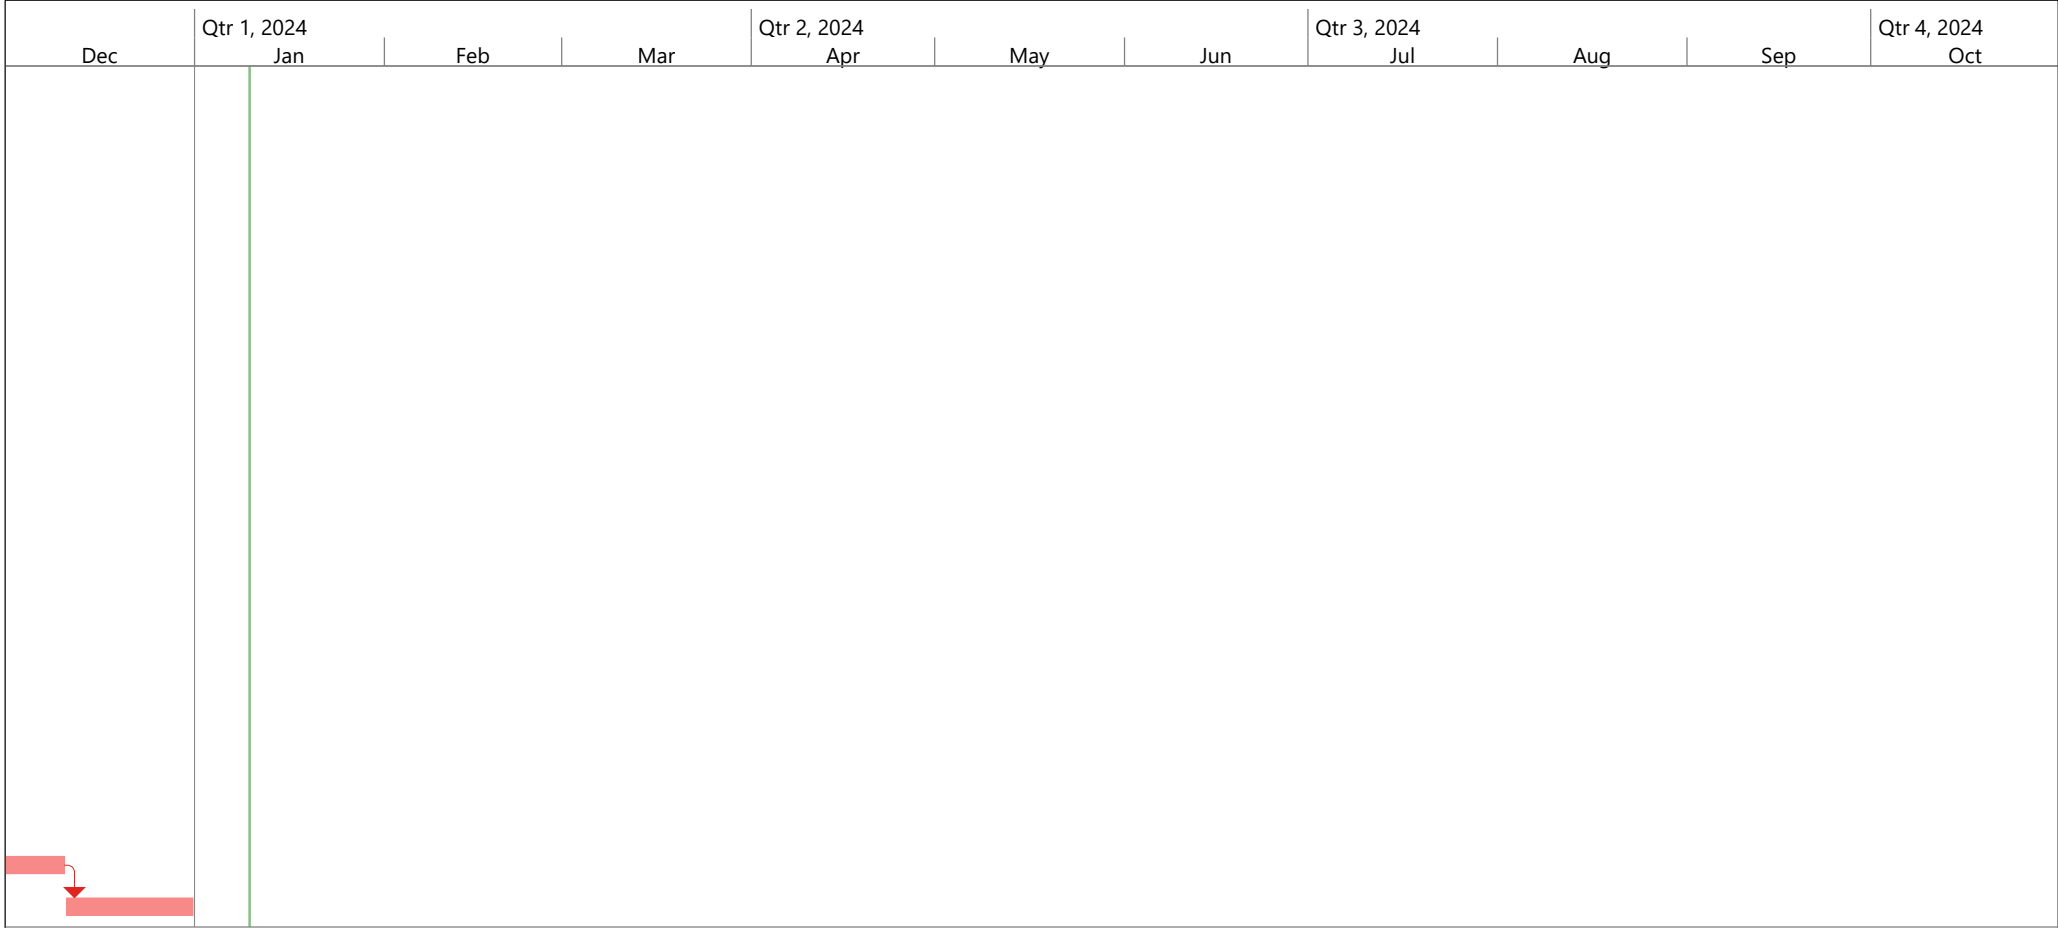 Qtr 1, 2024 Qtr 2, 2024 Qtr 3, 2024 Qtr 4, 2024
Dec Jan Feb Mar Apr May Jun Jul Aug Sep Oct